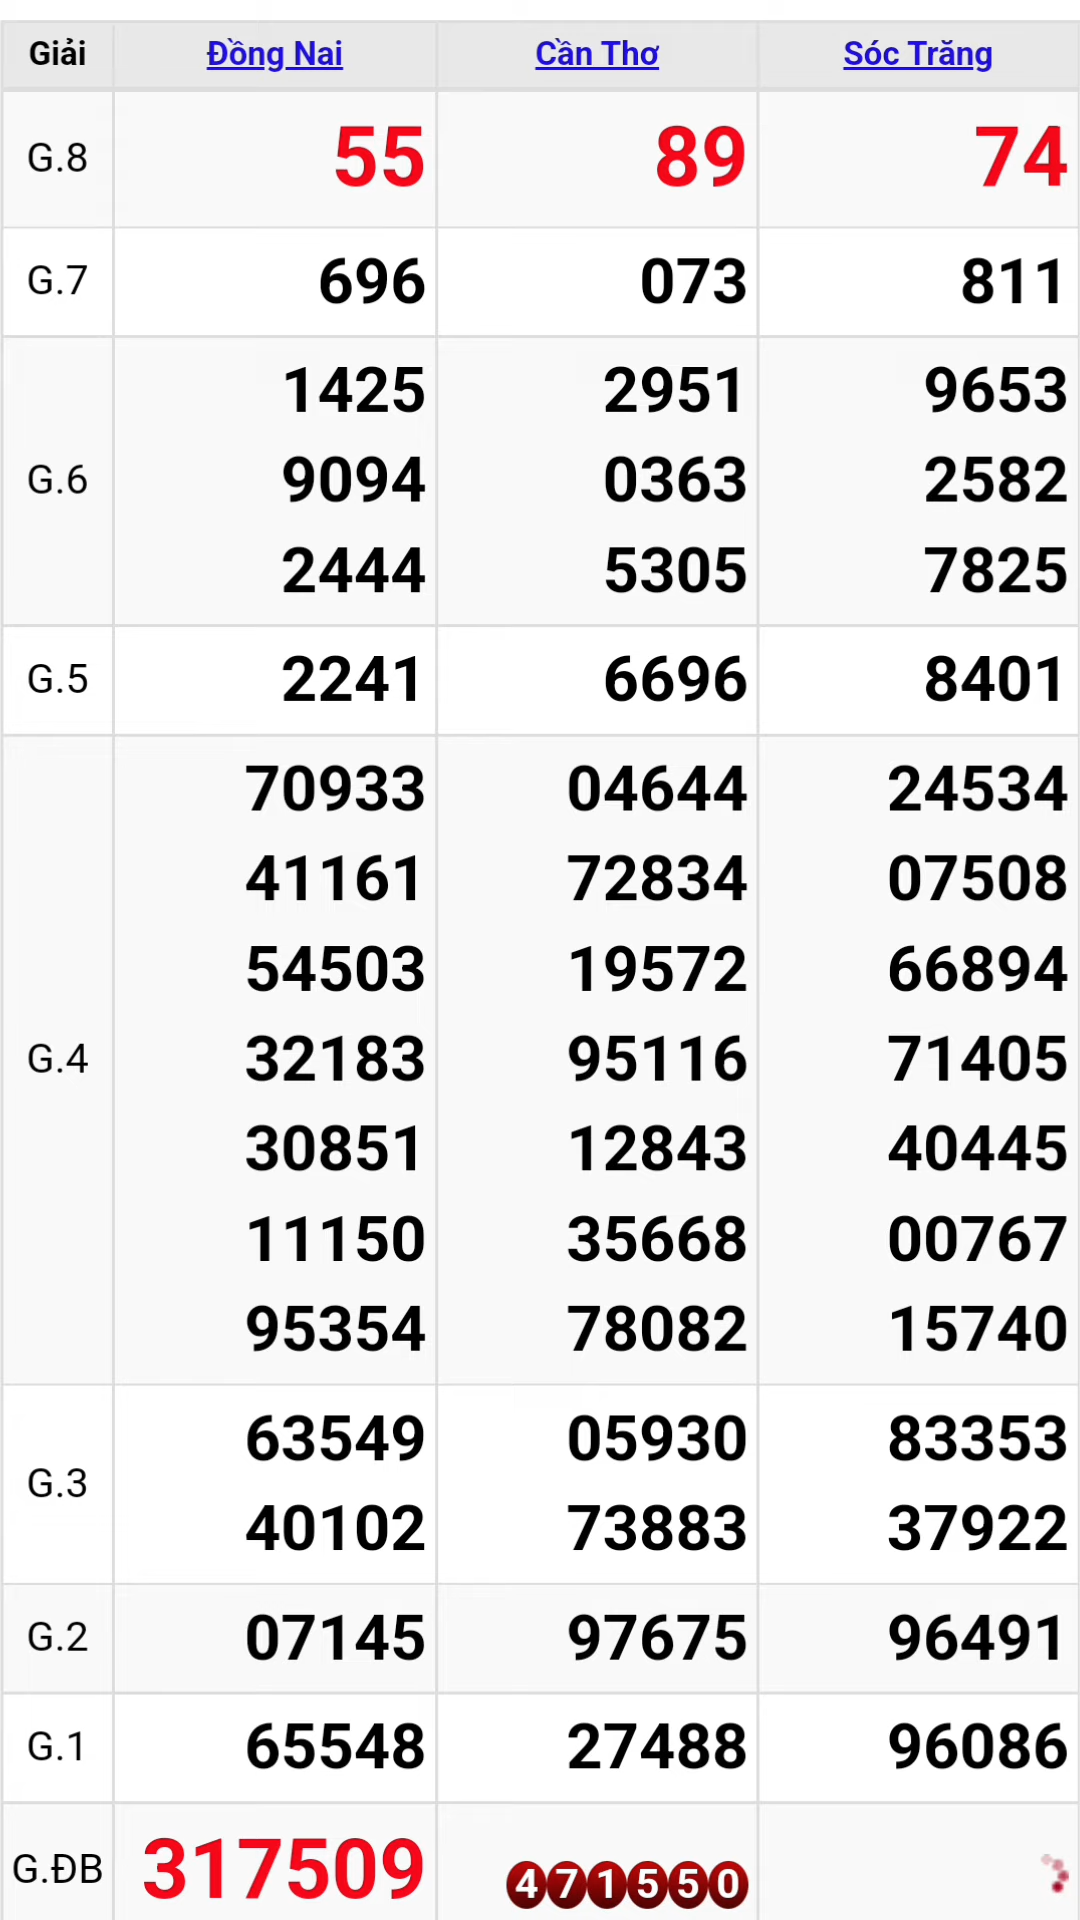 Giải Đồng Nai Cần Thơ Sóc Trăng
G.8 55 89 74
G.7 696 073 811
1425 2951 9653
G.6 9094 0363 2582
2444 5305 7825
G.5 2241 6696 8401
70933 04644 24534
41161 72834 07508
54503 19572 66894
G.4 32183 95116 71405
30851 12843 40445
11150 35668 00767
95354 78082 15740
G.3
63549 05930 83353
40102 73883 37922
G.2 07145 97675 96491
G.1 65548 27488 96086
G.ĐB 317509 471550